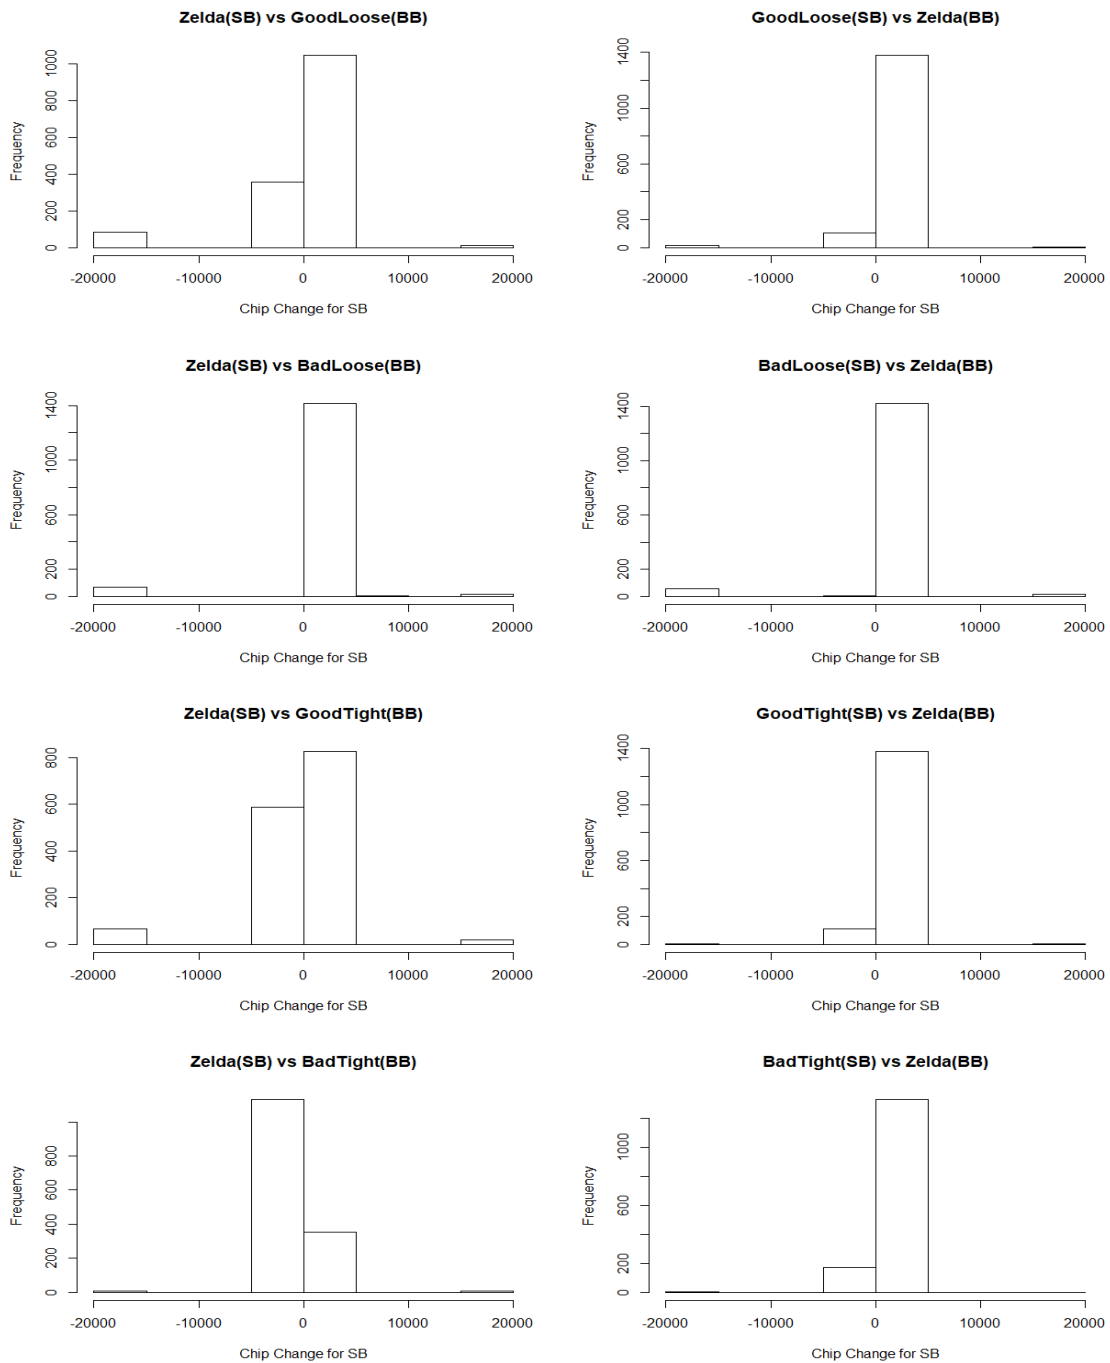 Zelda(SB) vs GoodLoose(BB)
Frequency
0 200 400 600 800 1000
-20000 -10000 0 10000 20000
Chip Change for SB
GoodLoose(SB) vs Zelda(BB)
Frequency
0 200 600 1000 1400
-20000 -10000 0 10000 20000
Chip Change for SB
Zelda(SB) vs BadLoose(BB)
Frequency
0 200 600 1000 1400
-20000 -10000 0 10000 20000
Chip Change for SB
BadLoose(SB) vs Zelda(BB)
Frequency
0 200 600 1000 1400
-20000 -10000 0 10000 20000
Chip Change for SB
Zelda(SB) vs GoodTight(BB)
Frequency
0 200 400 600 800
-20000 -10000 0 10000 20000
Chip Change for SB
GoodTight(SB) vs Zelda(BB)
Frequency
0 200 600 1000 1400
-20000 -10000 0 10000 20000
Chip Change for SB
Zelda(SB) vs BadTight(BB)
Frequency
0 200 400 600 800
-20000 -10000 0 10000 20000
Chip Change for SB
BadTight(SB) vs Zelda(BB)
Frequency
0 200 600 1000
-20000 -10000 0 10000 20000
Chip Change for SB